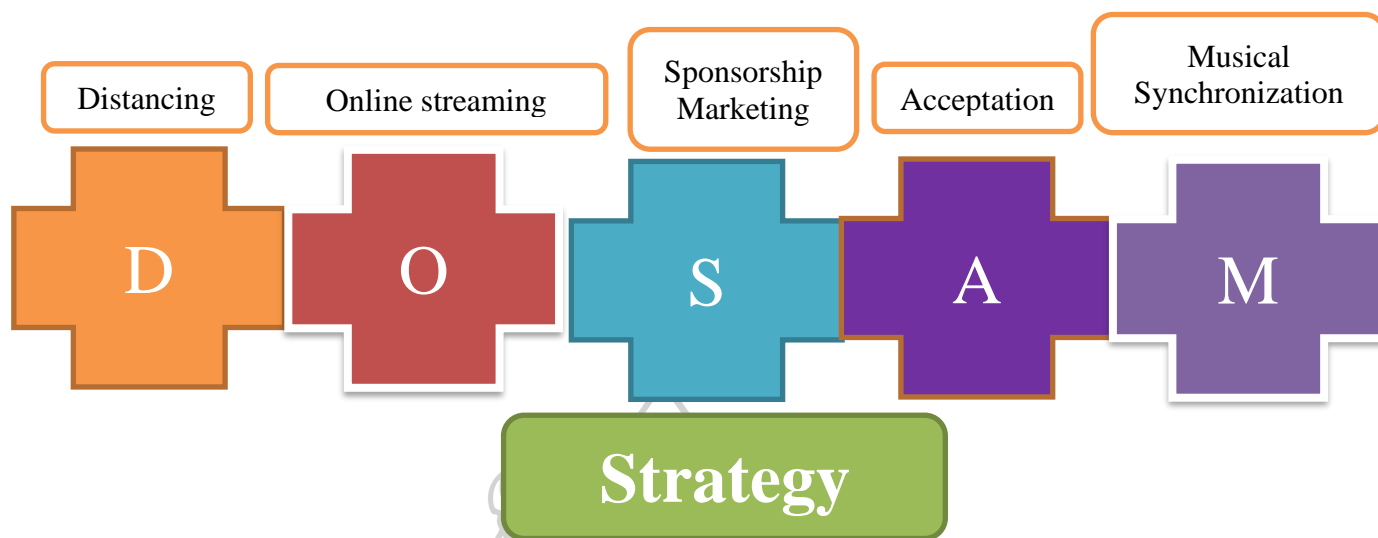 Distancing
Online streaming
Sponsorship
Marketing
Acceptation
Musical
Synchronization
D
O
S
A
M
Strategy